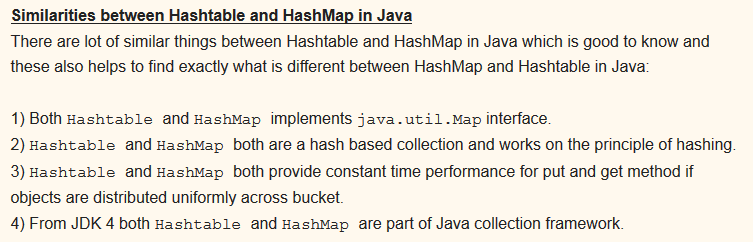 Similarities between Hashtable and HashMap in Java
There are lot of similar things between Hashtable and HashMap in Java which is good to know and
these also helps to find exactly what is different between HashMap and Hashtable in Java:
1) Both Hashtable and HashMap implements java.util.Map interface.
2) Hashtable and HashMap both are a hash based collection and works on the principle of hashing.
3) Hashtable and HashMap both provide constant time performance for put and get method if
objects are distributed uniformly across bucket.
4) From JDK 4 both Hashtable and HashMap are part of Java collection framework.